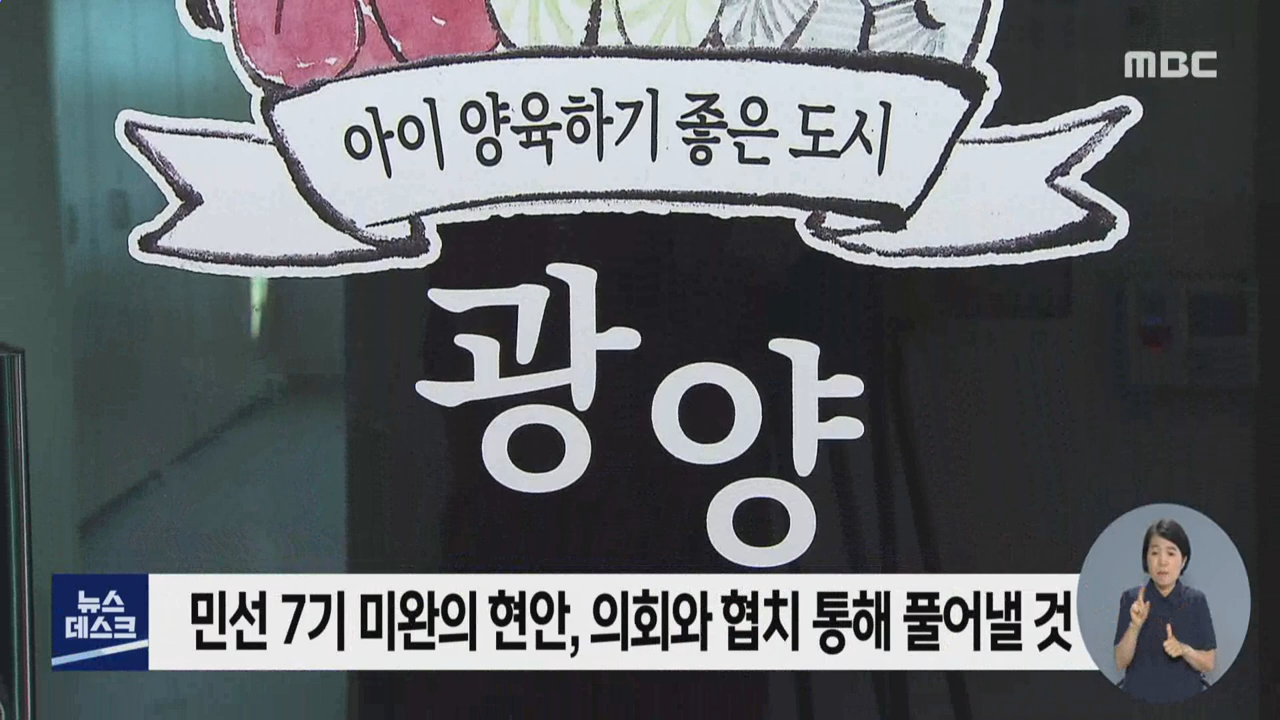 MBC
아이 양육하기 좋은 도시
광양
뉴스
데스크
민선 7기 미완의 현안, 의회와 협치 통해 풀어낼 것